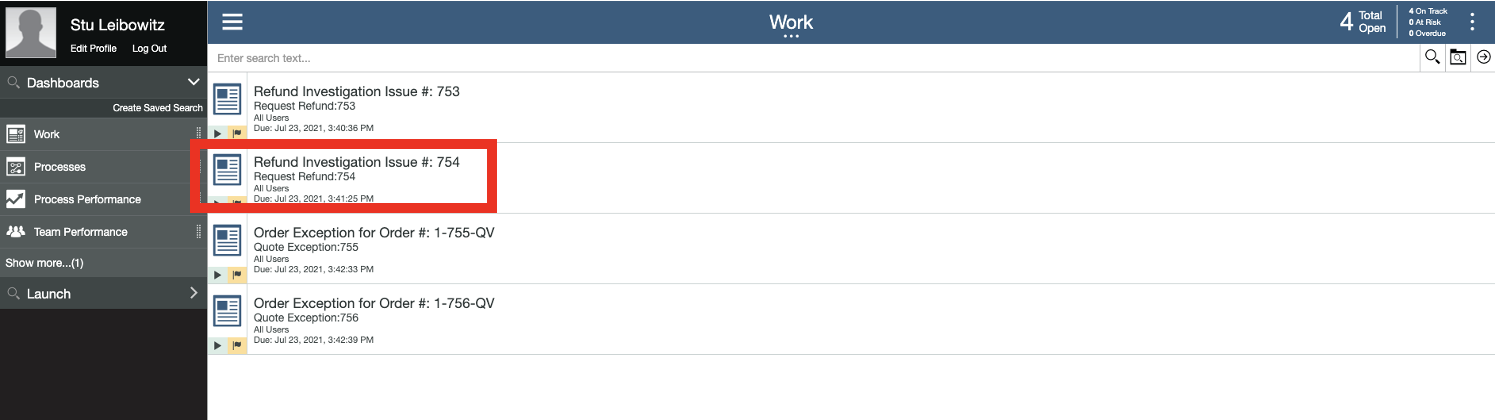 Stu Leibowitz
Edit Profile Log Out
Dashboards
Create Saved Search
Work
Processes
Process Performance
Team Performance
Show more...(1)
Launch
Work
4 Total Open
4 On Track
0 At Risk
0 Overdue
Enter search text...
Refund Investigation Issue #: 753
Request Refund:753
All Users
Due: Jul 23, 2021, 3:40:36 PM
Refund Investigation Issue #: 754
Request Refund:754
All Users
Due: Jul 23, 2021, 3:41:25 PM
Order Exception for Order #: 1-755-QV
Quote Exception:755
All Users
Due: Jul 23, 2021, 3:42:33 PM
Order Exception for Order #: 1-756-QV
Quote Exception:756
All Users
Due: Jul 23, 2021, 3:42:39 PM